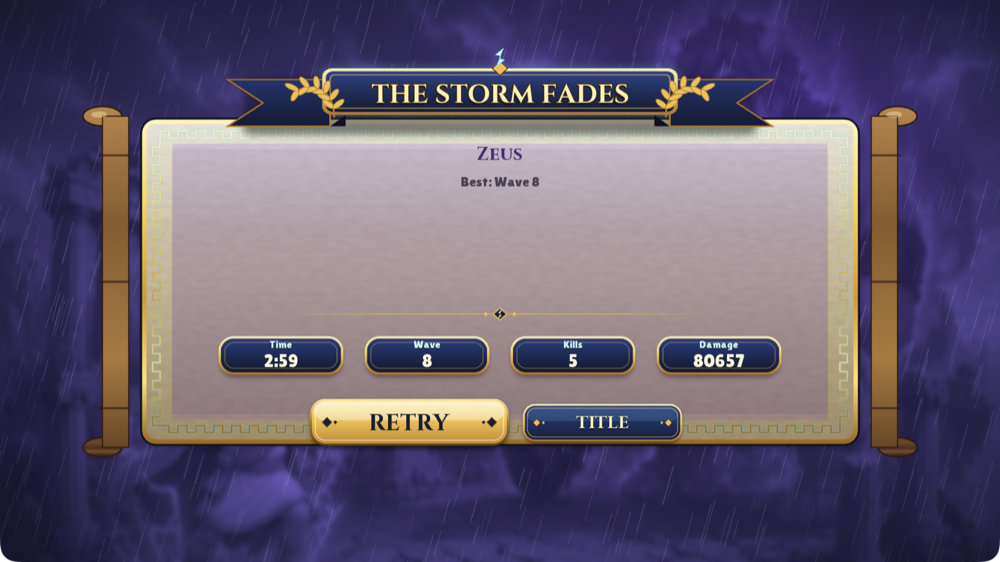 THE STORM FADES
Zeus
Best: Wave 8
Time
2:59
Wave
8
Kills
5
Damage
80657
RETRY
TITLE